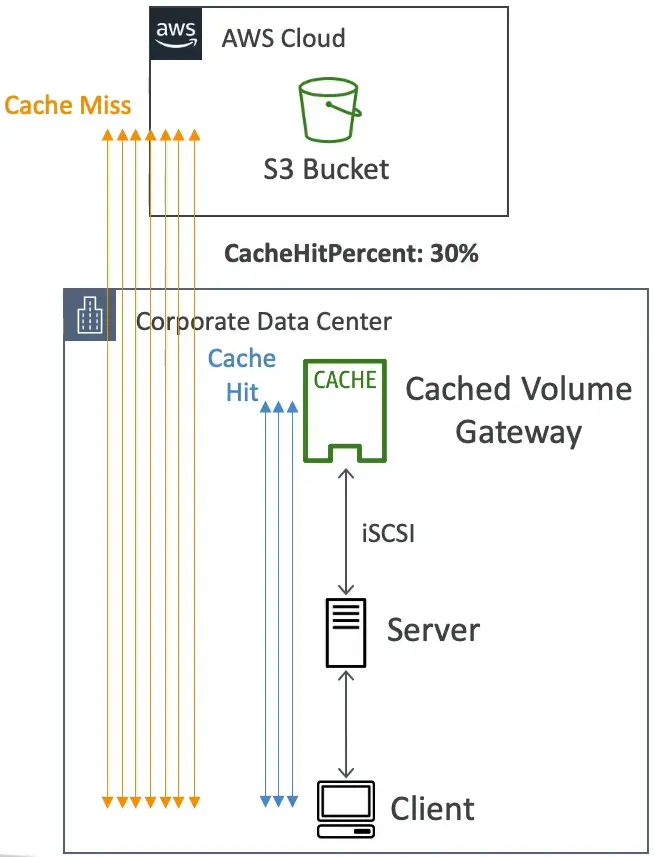 aws
AWS Cloud
Cache Miss
S3 Bucket
CacheHitPercent: 30%
Corporate Data Center
Cache
Hit
CACHE
Cached Volume
Gateway
iSCSI
Server
Client